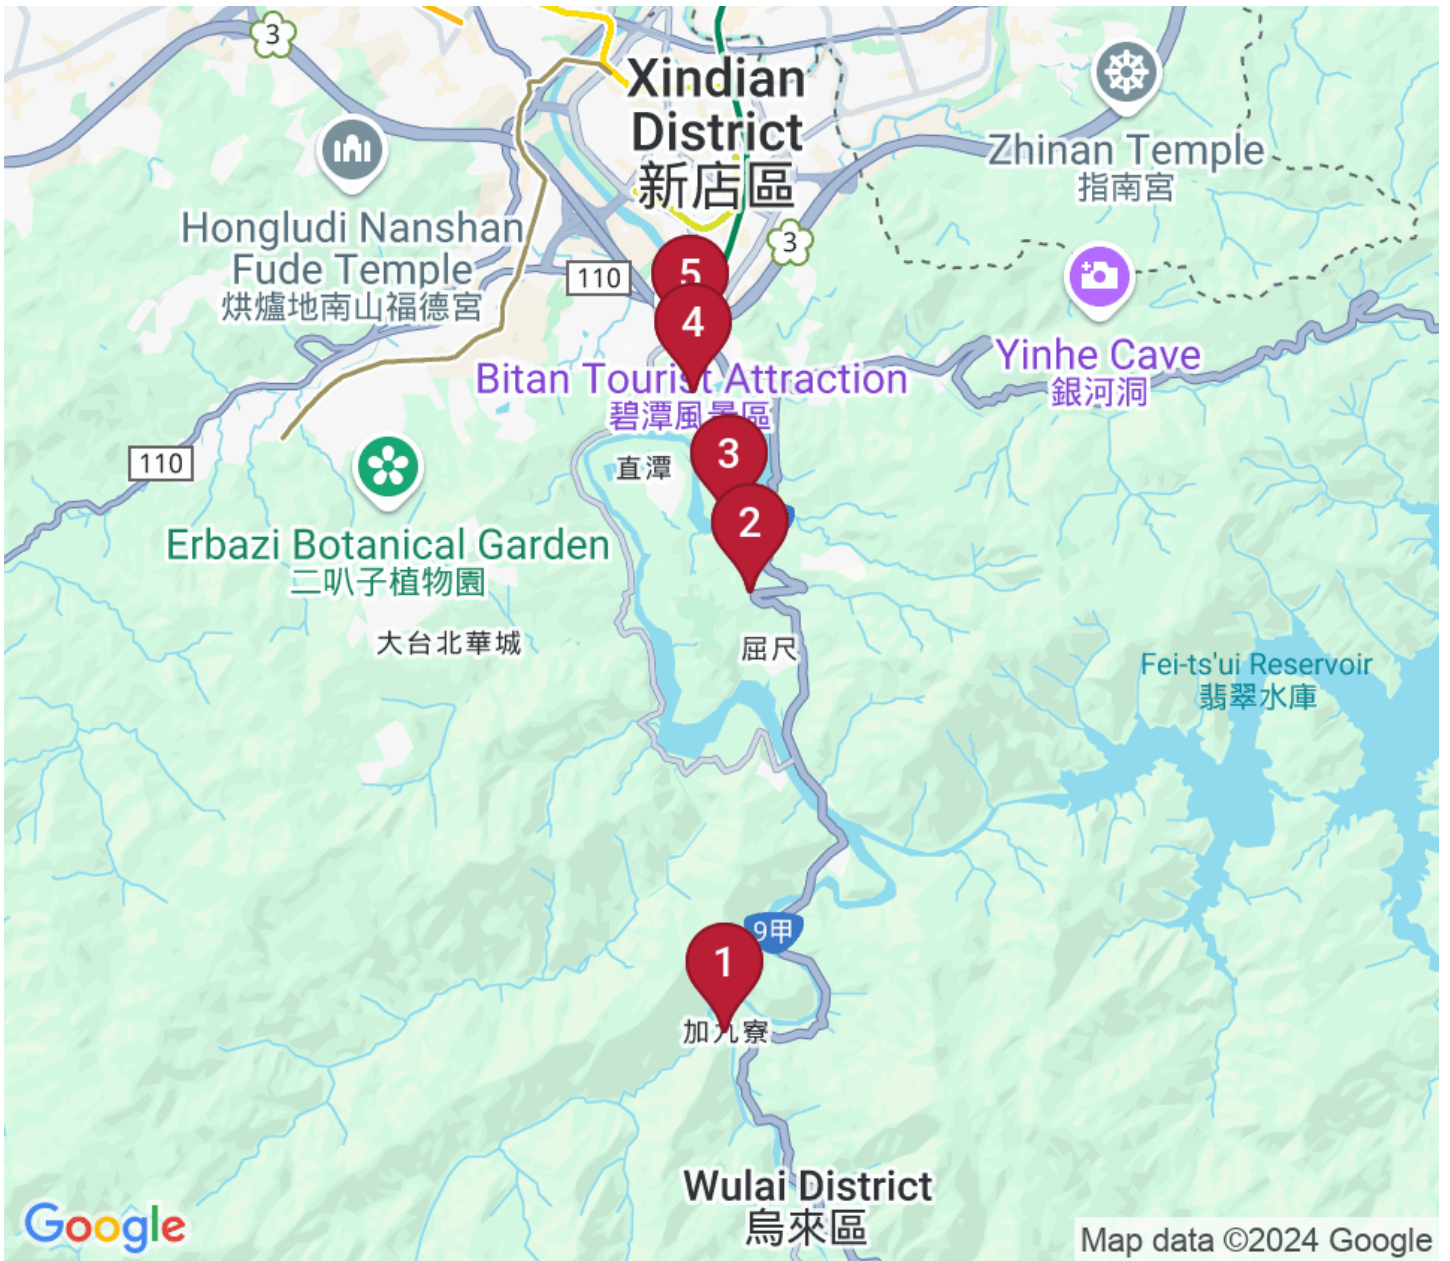 3
Xindian
District
新店區
Zhinan Temple
指南宮
Hongludi Nanshan
Fude Temple
烘爐地南山福德宮
3
110
5
4
Yinhe Cave
銀河洞
Bitan Tourist Attraction
碧潭風景區
3
直潭
110
2
Erbazi Botanical Garden
二叭子植物園
大台北華城
屈尺
Fei-ts'ui Reservoir
翡翠水庫
9甲
1
加九寮
Wulai District
烏來區
Google
Map data ©2024 Google